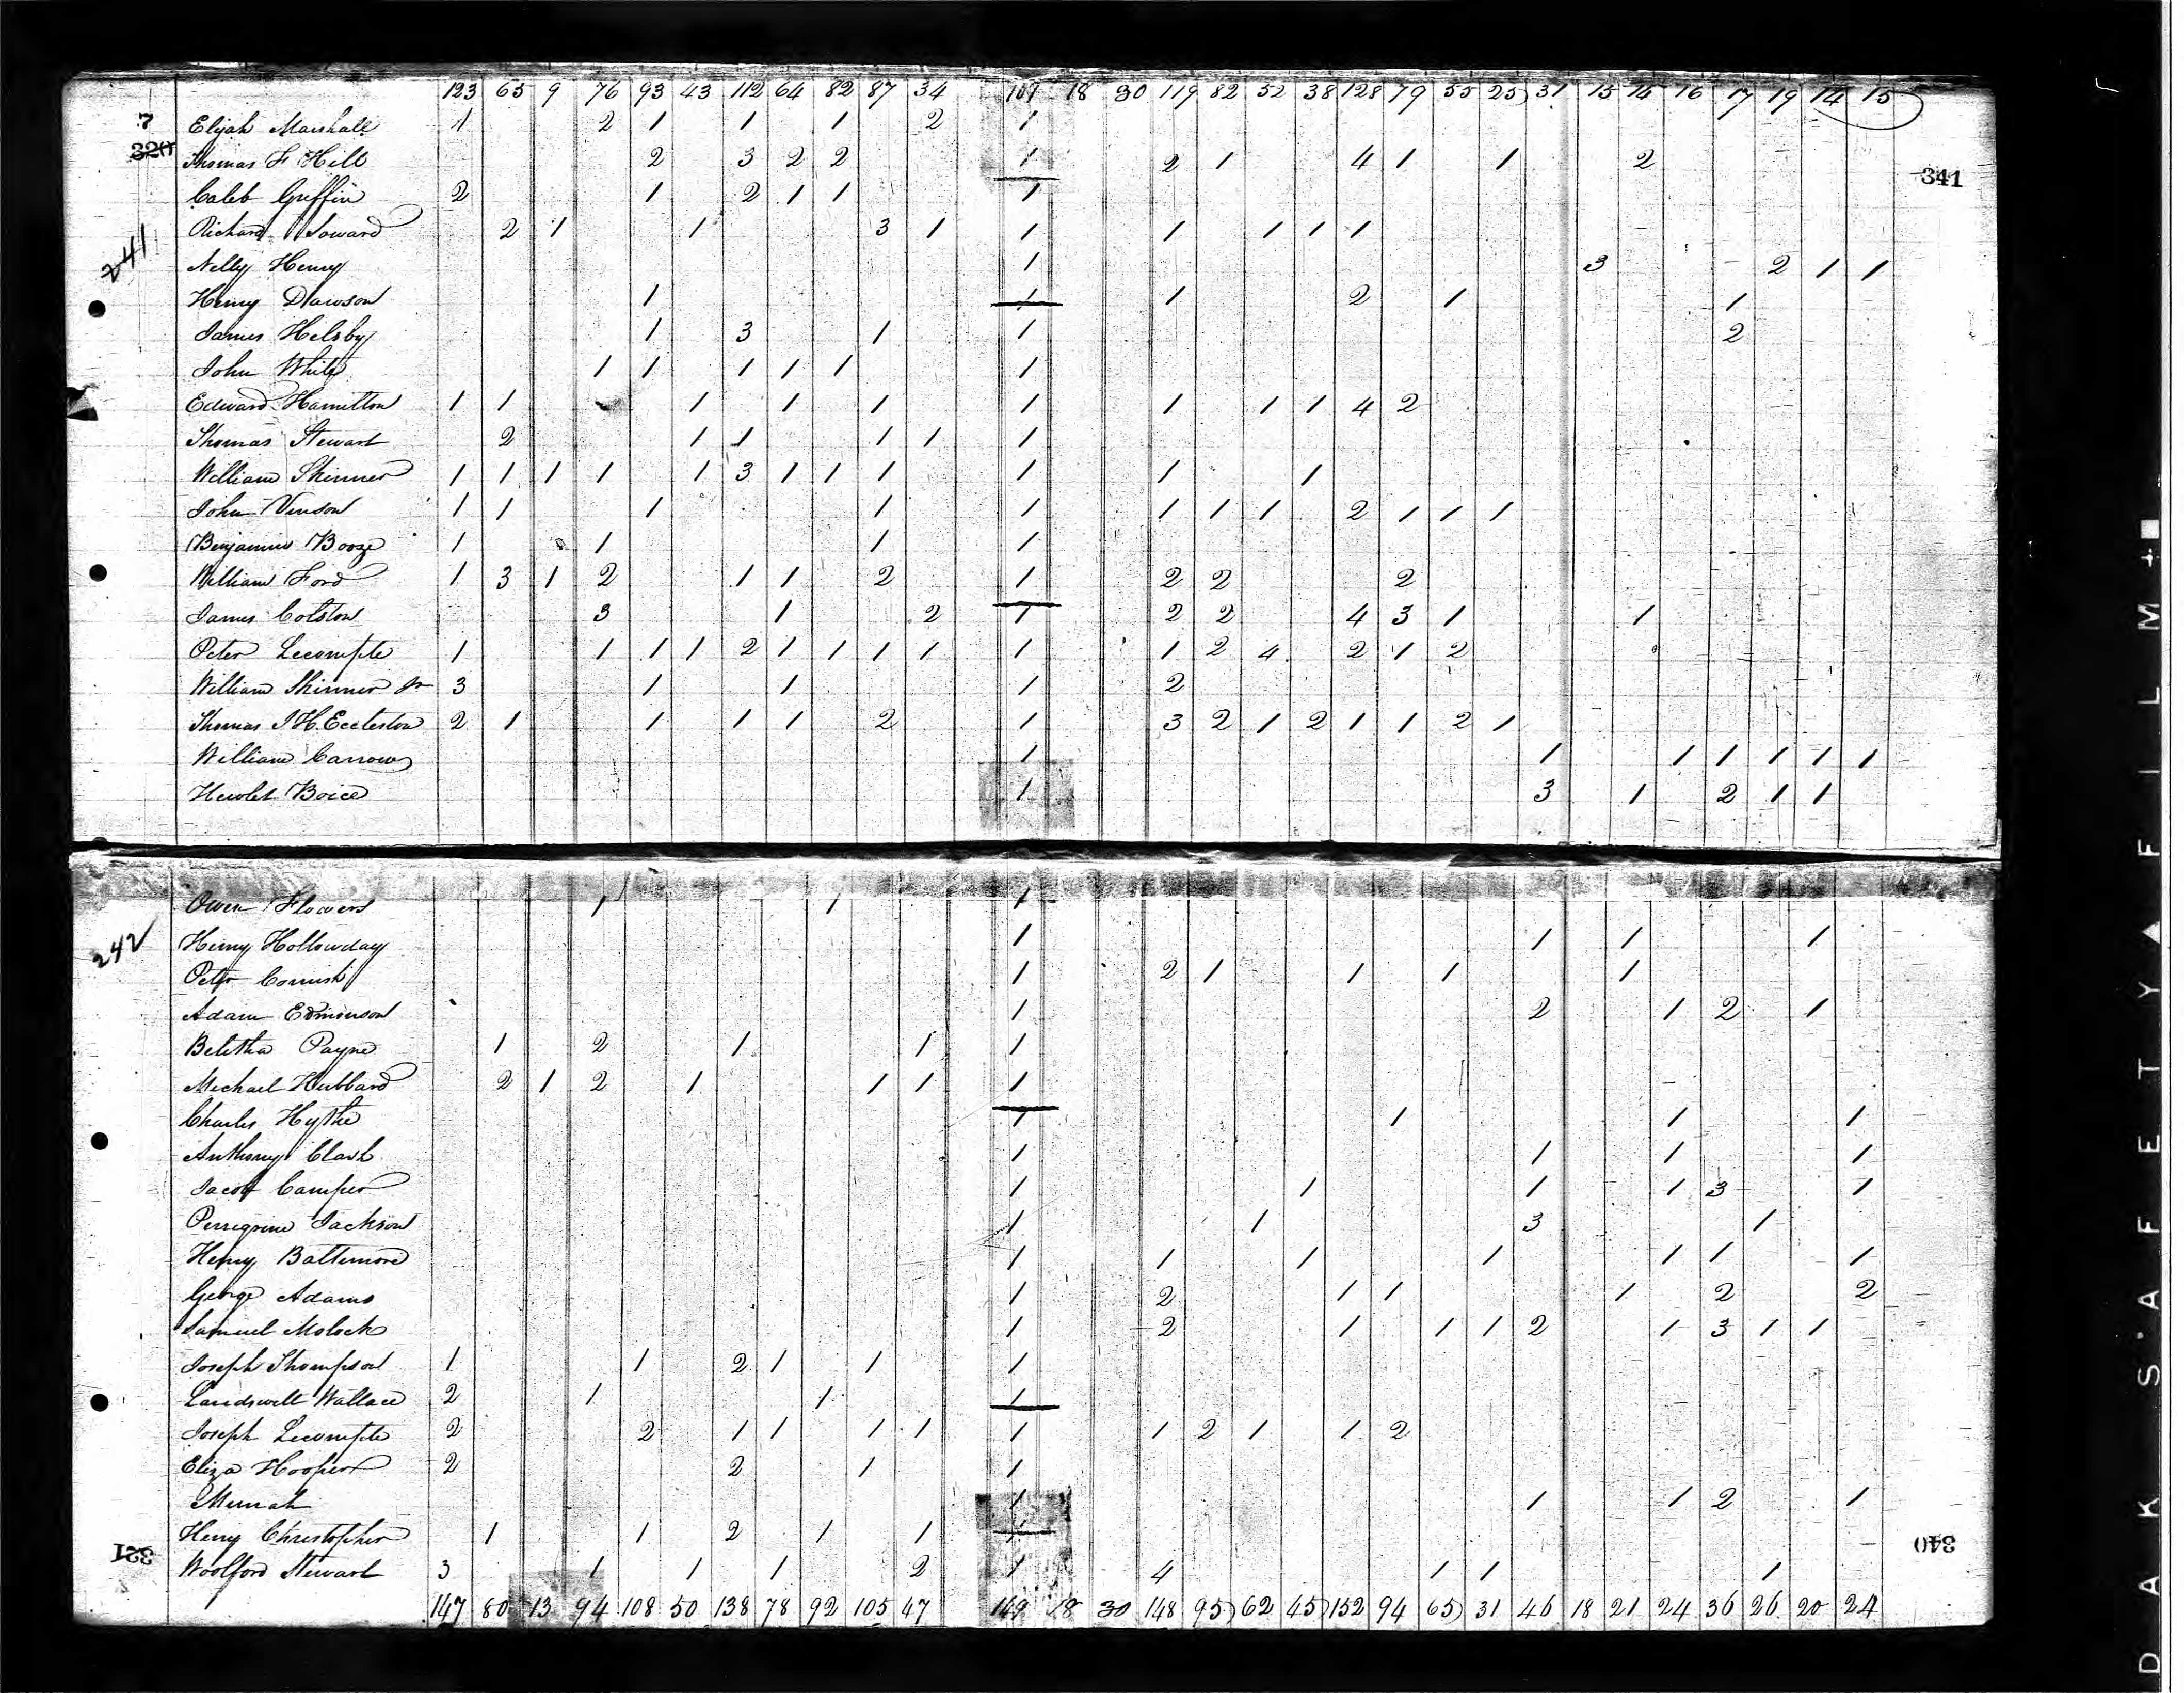 123 65 9 76 93 43 112 64 82 87 34 107 18 30 119 82 52 38 128 79 55 25 31 13 14 16 17 19 14 15
7 Elijah Marshall 1 2 1 1 1 2 1
320 Thomas F Hill 2 3 2 2 1 2 1 4 1 1 2
341
Caleb Griffin 2 1 2 1 1 1
Richard Soward 2 1 1 3 1 1 1 1 1 1
241
Nelly Henry 1 3 2 1 1
Henry Dawson 1 1 1 2 1 1
James Helsby 1 3 1 1 2
John White 1 1 1 1 1 1
Edward Hamilton 1 1 1 1 1 1 1 1 1 4 2
Thomas Stewart 2 1 1 1 1 1
William Skinner 1 1 1 1 1 3 1 1 1 1 1 1
John Vinson 1 1 1 1 1 1 1 1 2 1 1 1
Benjamin Booze 1 1 1 1
William Ford 1 3 1 2 1 1 2 1 2 2 2
James Colston 3 1 2 1 2 2 4 3 1 1
Peter Lecompte 1 1 1 1 2 1 1 1 1 1 1 2 4 2 1 2
William Skinner Jr 3 1 1 1 2
Thomas I H. Eccleston 2 1 1 1 1 2 1 3 2 1 2 1 1 2 1
William Carrow 1 1 1 1 1 1 1
Hewlet Boice 1 3 1 2 1 1
Owen Flowers 1 1 1
242
Henry Holloway 1 1 1 1
Peter Cornish 1 2 1 1 1 1
Adam Edmonson 1 2 1 2 1
Belitha Payne 1 2 1 1 1
Michael Hubbard 2 1 2 1 1 1 1
Charles Hythe 1 1 1 1
Anthony Clash 1 1 1 1
Jacob Camper 1 1 1 1 3 1
Perregrine Jackson 1 1 3 1
Henry Baltimore 1 1 1 1 1 1 1
George Adams 1 2 1 1 1 2 2
Samuel Molock 1 2 1 1 1 2 1 3 1 1
Joseph Thompson 1 1 2 1 1 1
Wallace 2 1 1 1
Joseph Lecompte 2 2 1 1 1 1 1 1 2 1 1 2
Eliza Hooper 2 2 1 1
1 1 1 2 1
Henry Christopher 1 1 2 1 1 1
321
340
Woolford Stewart 3 1 1 1 2 1 4 1 1 1
147 80 13 94 108 50 138 78 92 105 47 149 18 30 148 95 62 45 152 94 65 31 46 18 21 24 36 26 20 24
D A K S'A F E T Y ▲ F I L M